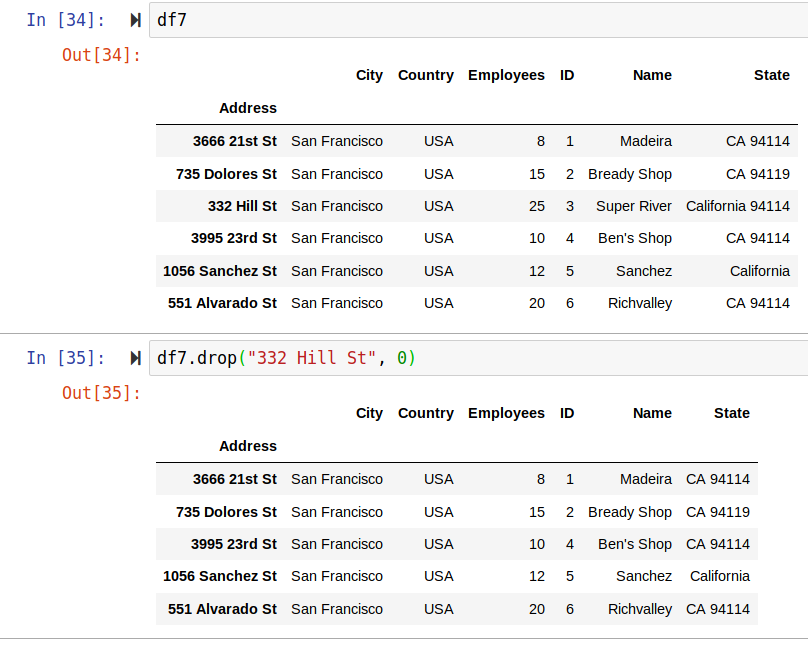 In [34]: df7
Out[34]:
City Country Employees ID Name State
Address
3666 21st St San Francisco USA 8 1 Madeira CA 94114
735 Dolores St San Francisco USA 15 2 Bready Shop CA 94119
332 Hill St San Francisco USA 25 3 Super River California 94114
3995 23rd St San Francisco USA 10 4 Ben's Shop CA 94114
1056 Sanchez St San Francisco USA 12 5 Sanchez California
551 Alvarado St San Francisco USA 20 6 Richvalley CA 94114
In [35]: df7.drop("332 Hill St", 0)
Out[35]:
City Country Employees ID Name State
Address
3666 21st St San Francisco USA 8 1 Madeira CA 94114
735 Dolores St San Francisco USA 15 2 Bready Shop CA 94119
3995 23rd St San Francisco USA 10 4 Ben's Shop CA 94114
1056 Sanchez St San Francisco USA 12 5 Sanchez California
551 Alvarado St San Francisco USA 20 6 Richvalley CA 94114